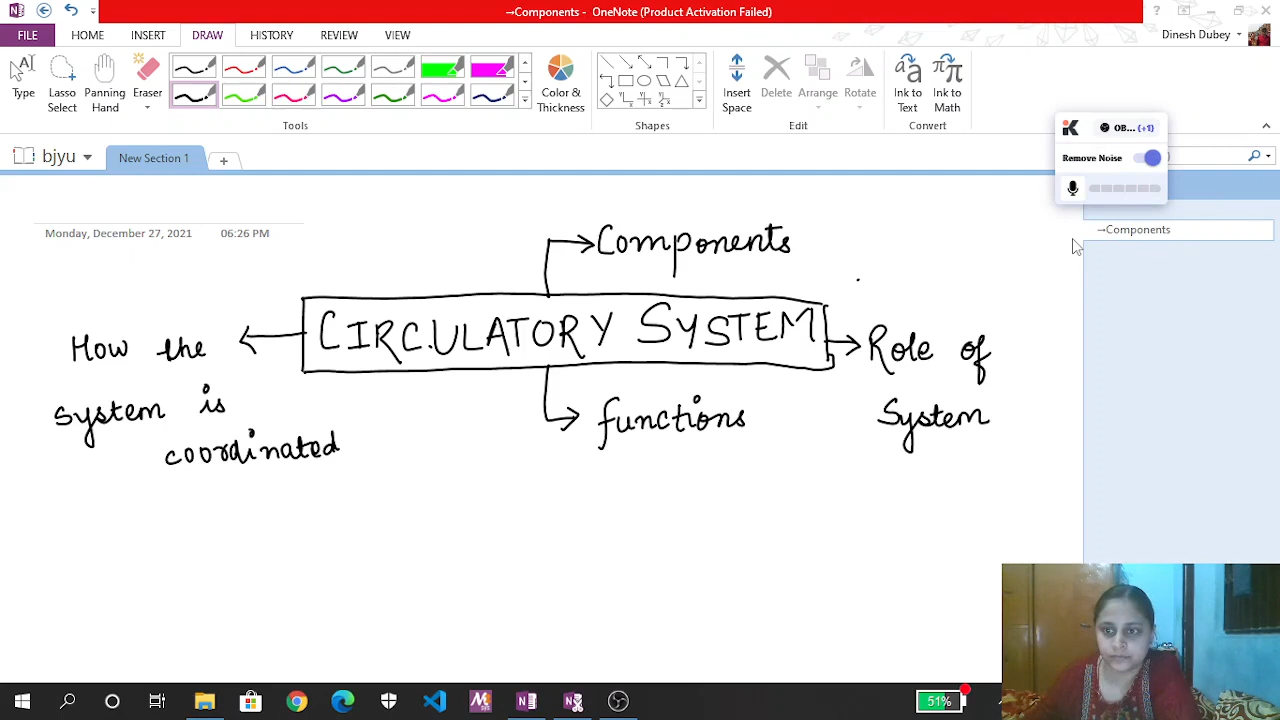 →Components - OneNote (Product Activation Failed)
FILE HOME INSERT DRAW HISTORY REVIEW VIEW
Dinesh Dubey
Type
Lasso Select
Panning Hand
Eraser
Color & Thickness
Insert Space
Delete
Arrange
Rotate
Ink to Text
Ink to Math
Tools
Shapes
Edit
Convert
OB... (+1)
Remove Noise
bjyu
New Section 1
→Components
Monday, December 27, 2021 06:26 PM
Components
CIRCULATORY SYSTEM
How the
system is
coordinated
functions
Role of
System
51%